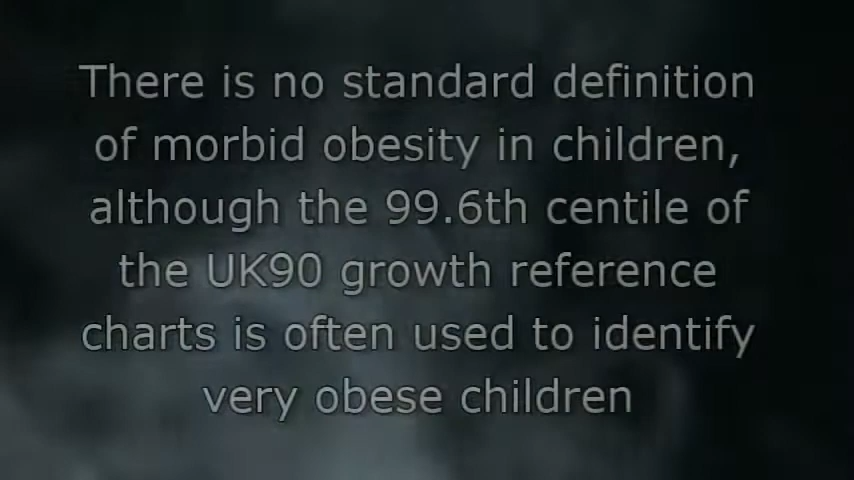 There is no standard definition
of morbid obesity in children,
although the 99.6th centile of
the UK90 growth reference
charts is often used to identify
very obese children